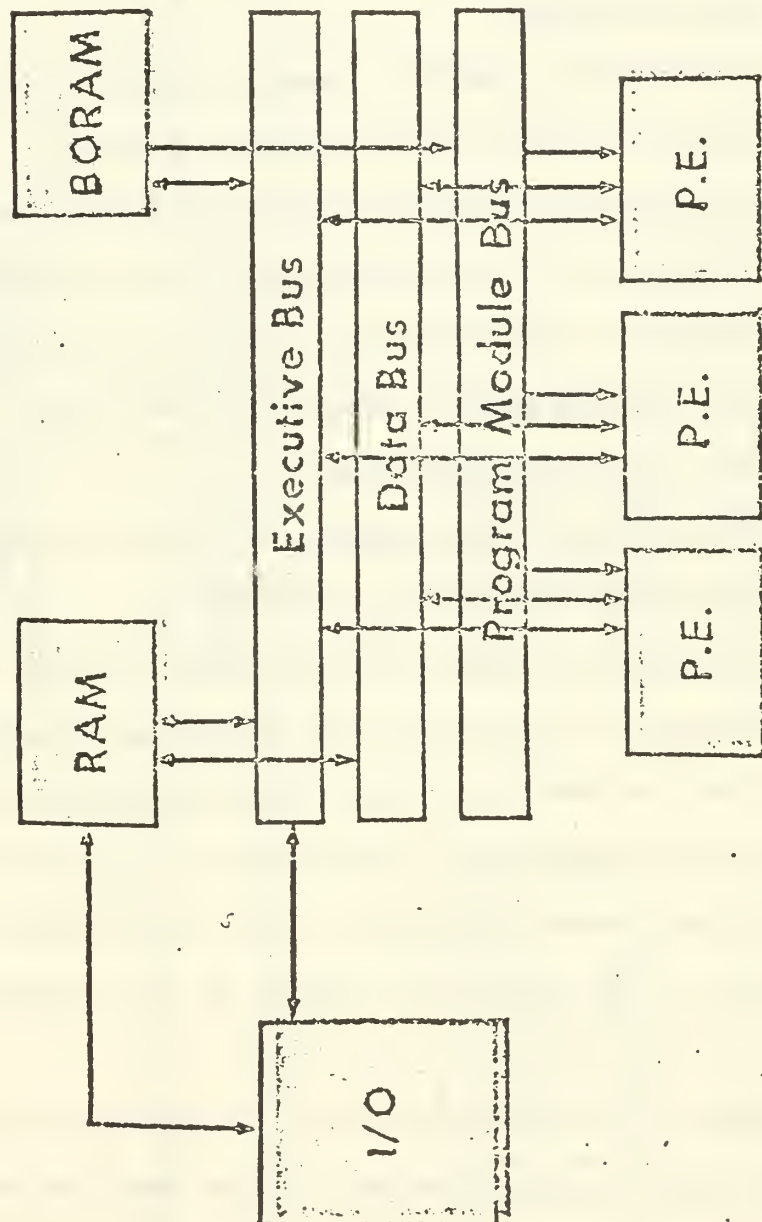 RAM
BORAM
I/O
Executive Bus
Data Bus
Program Module Bus
P.E.
P.E.
P.E.